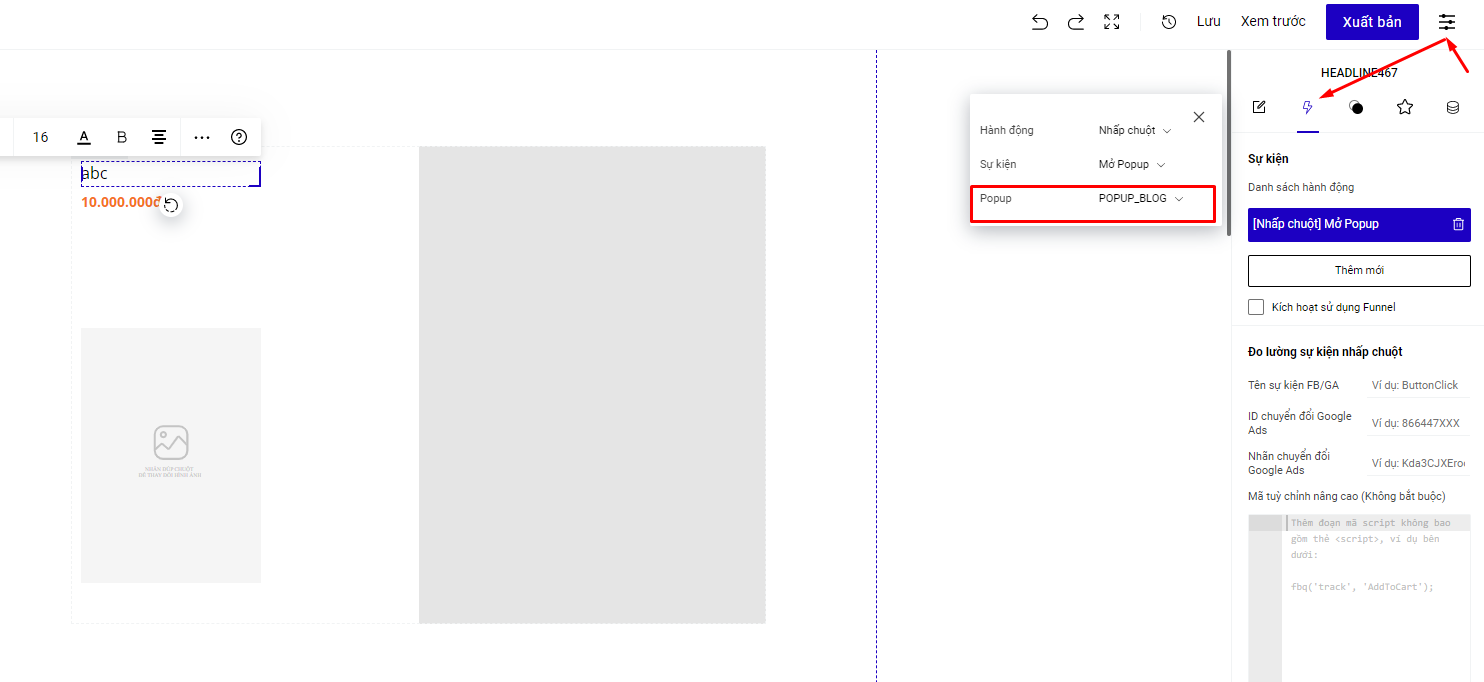 Lưu Xem trước Xuất bản
HEADLINE467
16 A B
abc
10.000.000đ
NHẤN ĐÚP CHUỘT
ĐỂ THAY ĐỔI HÌNH ẢNH
Hành động Nhấp chuột
Sự kiện Mở Popup
Popup POPUP_BLOG
Sự kiện
Danh sách hành động
[Nhấp chuột] Mở Popup
Thêm mới
Kích hoạt sử dụng Funnel
Đo lường sự kiện nhấp chuột
Tên sự kiện FB/GA Ví dụ: ButtonClick
ID chuyển đổi Google
Ads
Ví dụ: 866447XXX
Nhãn chuyển đổi
Google Ads
Ví dụ: Kda3CJXEro
Mã tuỳ chỉnh nâng cao (Không bắt buộc)
Thêm đoạn mã script không bao
gồm thẻ <script>, ví dụ bên
dưới:
fbq('track', 'AddToCart');